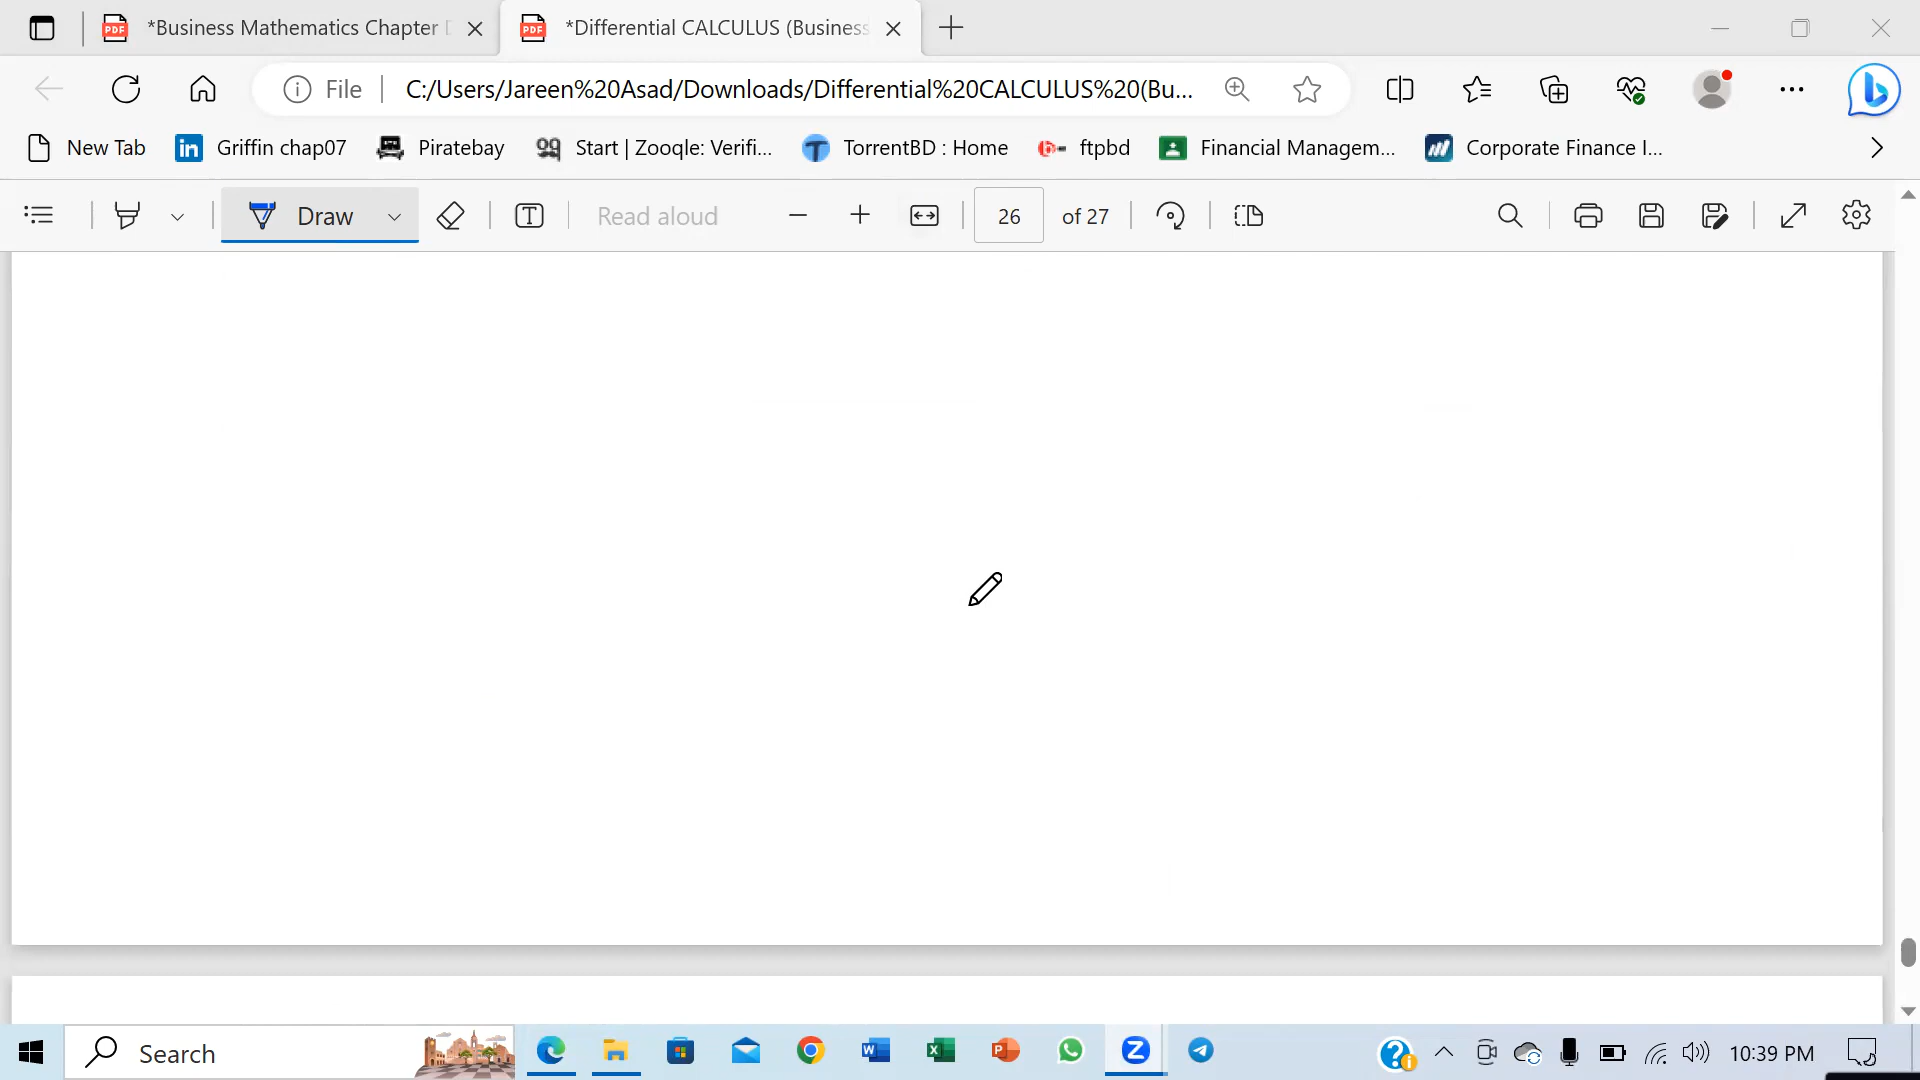 *Business Mathematics Chapter D
*Differential CALCULUS (Business
File
C:/Users/Jareen%20Asad/Downloads/Differential%20CALCULUS%20(Bu...
New Tab
Griffin chap07
Piratebay
Start | Zooqle: Verifi...
TorrentBD : Home
ftpbd
Financial Managem...
Corporate Finance I...
Draw
Read aloud
26 of 27
Search
10:39 PM